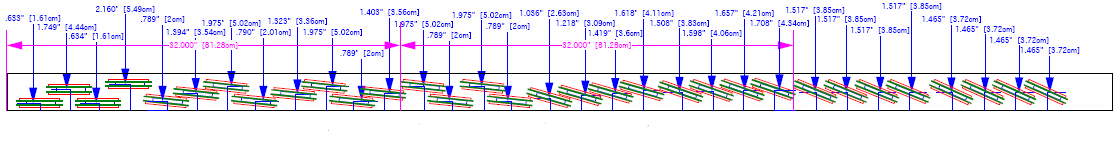 .633" [1.61cm]
1.749" [4.44cm]
.634" [1.61cm]
2.160" [5.49cm]
.789" [2cm]
1.394" [3.54cm]
1.975" [5.02cm]
.790" [2.01cm]
1.323" [3.36cm]
1.975" [5.02cm]
.789" [2cm]
1.403" [3.56cm]
1.975" [5.02cm]
.789" [2cm]
1.975" [5.02cm]
.789" [2cm]
1.036" [2.63cm]
1.218" [3.09cm]
1.419" [3.6cm]
1.618" [4.11cm]
1.508" [3.83cm]
1.598" [4.06cm]
1.657" [4.21cm]
1.708" [4.34cm]
1.517" [3.85cm]
1.517" [3.85cm]
1.517" [3.85cm]
1.517" [3.85cm]
1.465" [3.72cm]
1.465" [3.72cm]
1.465" [3.72cm]
1.465" [3.72cm]
32.000" [81.28cm]
32.000" [81.28cm]